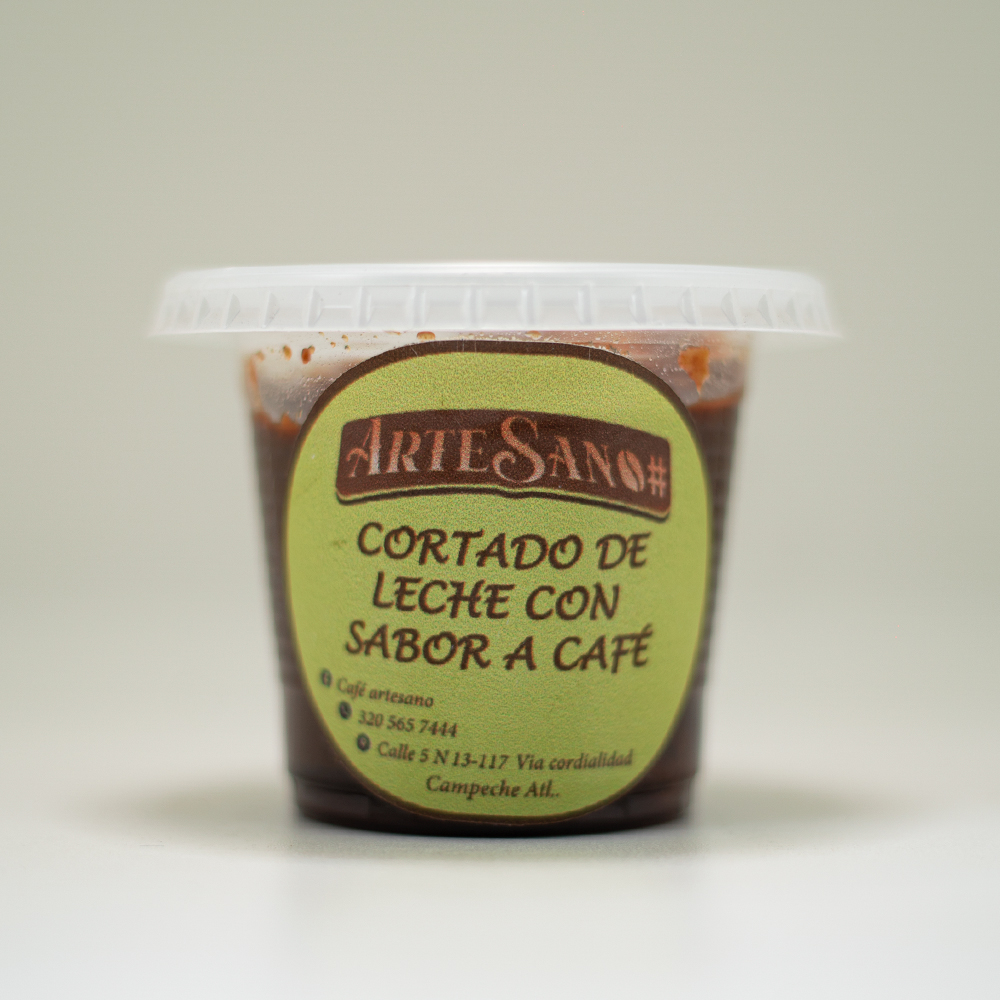 ARTESANO#
CORTADO DE
LECHE CON
SABOR A CAFÉ
Café artesano
320 565 7444
Calle 5 N 13-117 Via cordialidad
Campeche Atl..